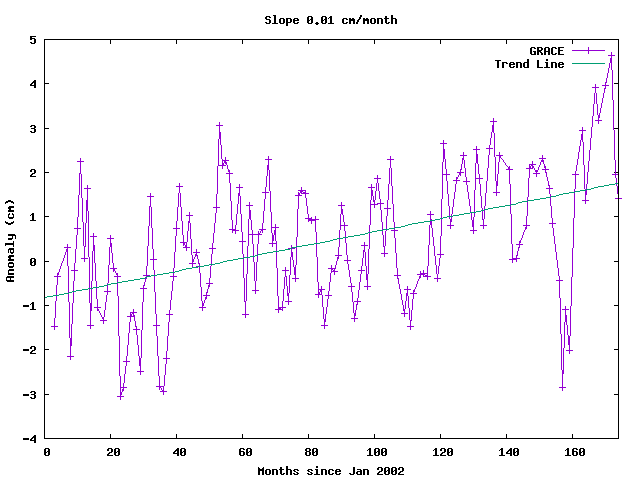 Slope 0.01 cm/month
5
4
3
2
1
0
-1
-2
-3
-4
Anomaly (cm)
GRACE
Trend Line
0 20 40 60 80 100 120 140 160
Months since Jan 2002